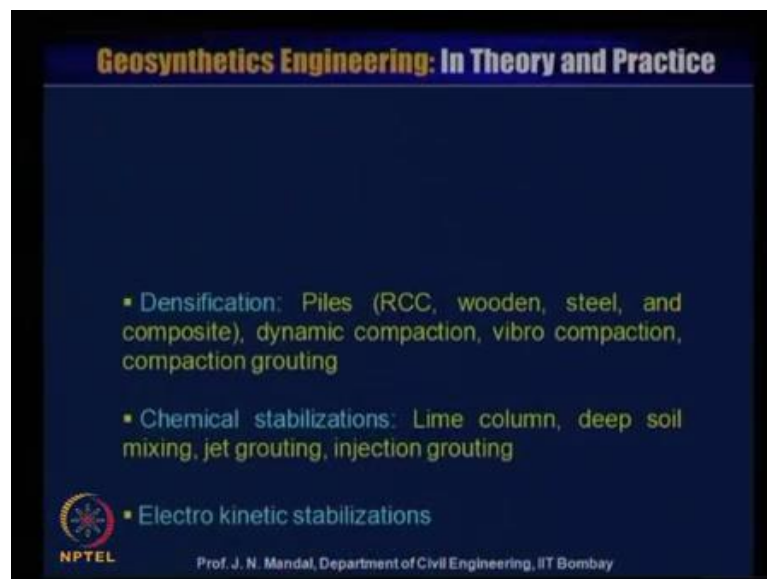 Geosynthetics Engineering: In Theory and Practice
▪ Densification: Piles (RCC, wooden, steel, and
composite), dynamic compaction, vibro compaction,
compaction grouting
▪ Chemical stabilizations: Lime column, deep soil
mixing, jet grouting, injection grouting
▪ Electro kinetic stabilizations
NPTEL
Prof. J. N. Mandal, Department of Civil Engineering, IIT Bombay